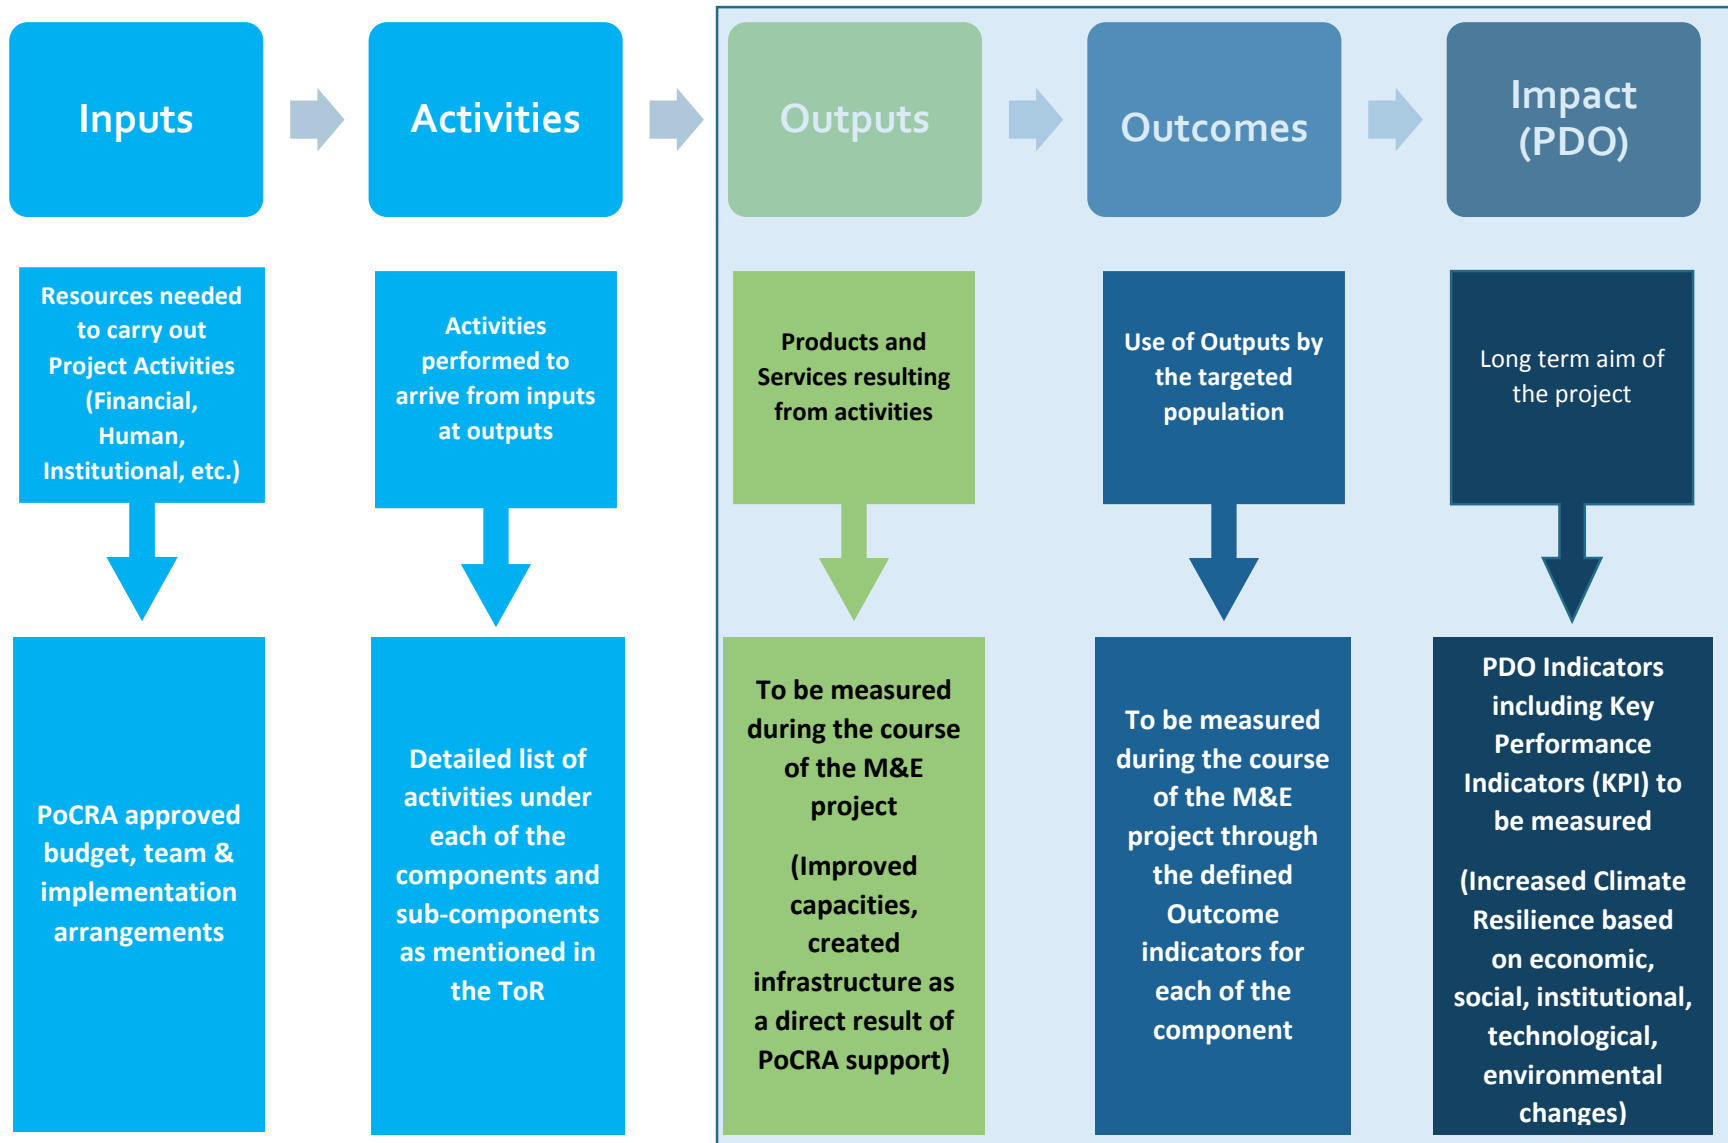 Inputs
Activities
Outputs
Outcomes
Impact
(PDO)
Resources needed
to carry out
Project Activities
(Financial,
Human,
Institutional, etc.)
Activities
performed to
arrive from inputs
at outputs
Products and
Services resulting
from activities
Use of Outputs by
the targeted
population
Long term aim of
the project
PoCRA approved
budget, team &
implementation
arrangements
Detailed list of
activities under
each of the
components and
sub-components
as mentioned in
the ToR
To be measured
during the course
of the M&E
project
(Improved
capacities,
created
infrastructure as
a direct result of
PoCRA support)
To be measured
during the course
of the M&E
project through
the defined
Outcome
indicators for
each of the
component
PDO Indicators
including Key
Performance
Indicators (KPI) to
be measured
(Increased Climate
Resilience based
on economic,
social, institutional,
technological,
environmental
changes)